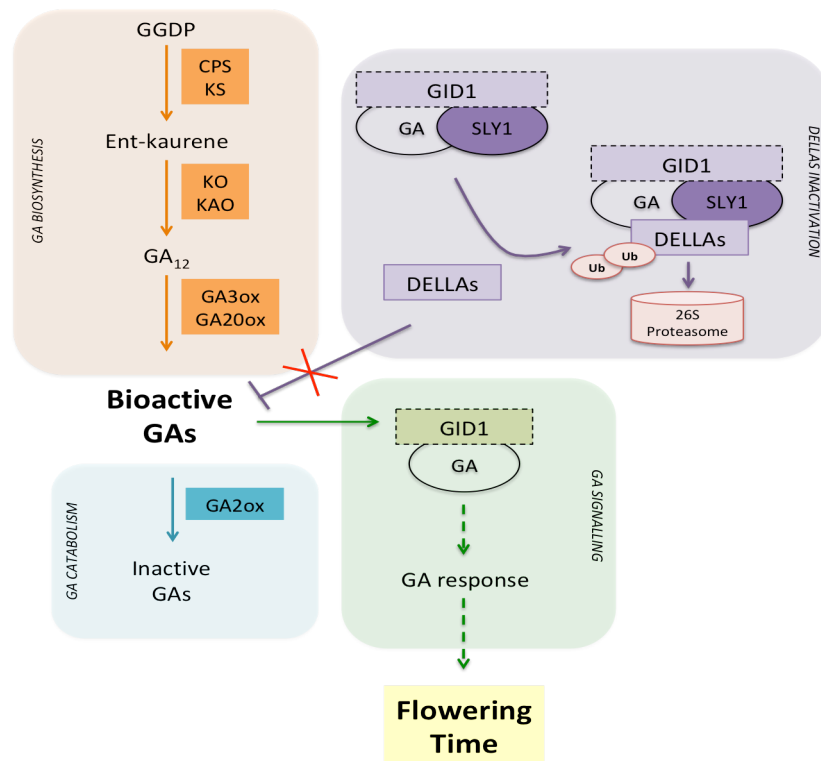 GGDP
CPS
KS
Ent-kaurene
KO
KAO
GA₁₂
GA3ox
GA20ox
GA BIOSYNTHESIS
GID1
GA
SLY1
GID1
GA
SLY1
DELLAs
Ub
Ub
26S
Proteasome
DELLAs
DELLAS INACTIVATION
Bioactive
GAs
GID1
GA
GA response
GA SIGNALLING
GA2ox
Inactive
GAs
GA CATABOLISM
Flowering
Time